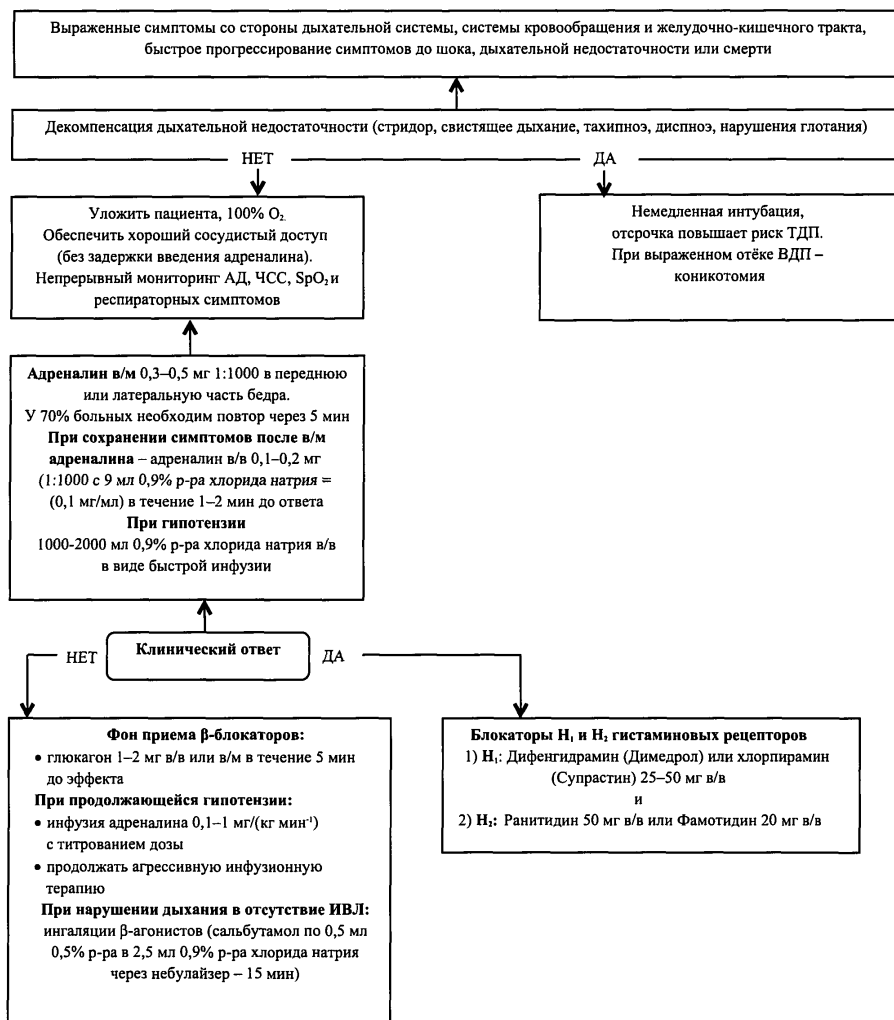 Выраженные симптомы со стороны дыхательной системы, системы кровообращения и желудочно-кишечного тракта,
быстрое прогрессирование симптомов до шока, дыхательной недостаточности или смерти
Декомпенсация дыхательной недостаточности (стридор, свистящее дыхание, тахипноэ, диспноэ, нарушения глотания)
НЕТ
ДА
Уложить пациента, 100% O₂.
Обеспечить хороший сосудистый доступ
(без задержки введения адреналина).
Непрерывный мониторинг АД, ЧСС, SpO₂ и
респираторных симптомов
Немедленная интубация,
отсрочка повышает риск ТДП.
При выраженном отёке ВДП –
коникотомия
Адреналин в/м 0,3–0,5 мг 1:1000 в переднюю
или латеральную часть бедра.
У 70% больных необходим повтор через 5 мин
При сохранении симптомов после в/м
адреналина – адреналин в/в 0,1–0,2 мг
(1:1000 с 9 мл 0,9% р-ра хлорида натрия =
(0,1 мг/мл) в течение 1–2 мин до ответа
При гипотензии
1000-2000 мл 0,9% р-ра хлорида натрия в/в
в виде быстрой инфузии
НЕТ
Клинический ответ
ДА
Фон приема β-блокаторов:
• глюкагон 1–2 мг в/в или в/м в течение 5 мин
до эффекта
При продолжающейся гипотензии:
• инфузия адреналина 0,1–1 мг/(кг мин⁻¹)
с титрованием дозы
• продолжать агрессивную инфузионную
терапию
При нарушении дыхания в отсутствие ИВЛ:
ингаляции β-агонистов (сальбутамол по 0,5 мл
0,5% р-ра в 2,5 мл 0,9% р-ра хлорида натрия
через небулайзер – 15 мин)
Блокаторы H₁ и H₂ гистаминовых рецепторов
1) H₁: Дифенгидрамин (Димедрол) или хлорпирамин
(Супрастин) 25–50 мг в/в
и
2) H₂: Ранитидин 50 мг в/в или Фамотидин 20 мг в/в